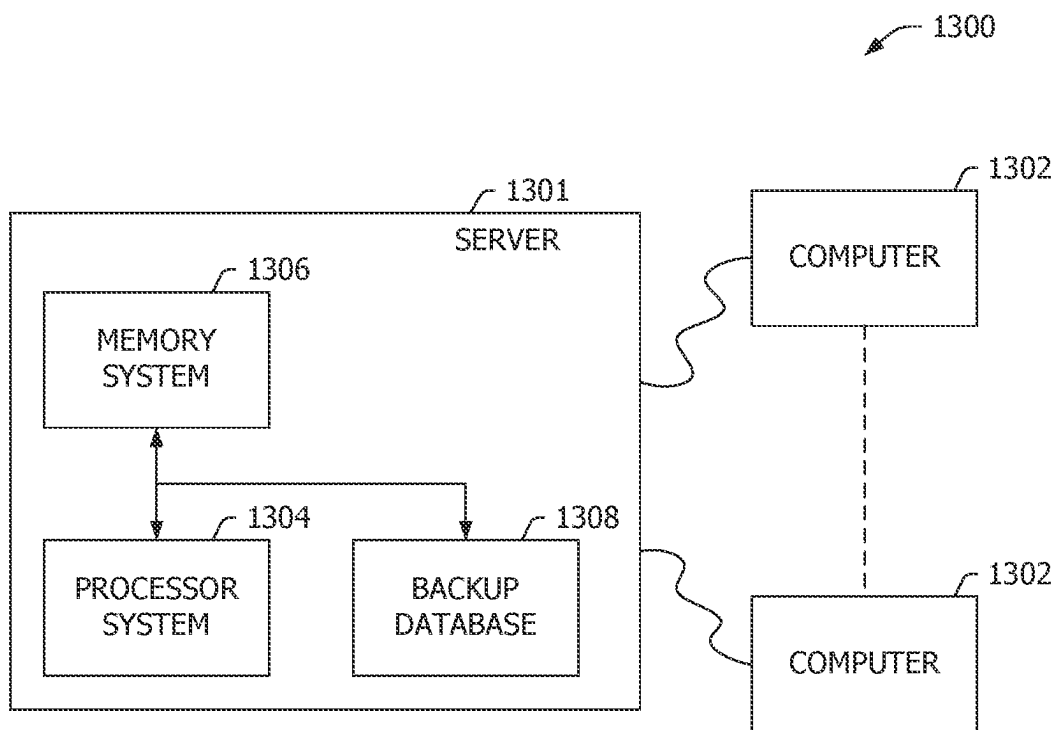 1300
1302
COMPUTER
1301
SERVER
1306
MEMORY
SYSTEM
1304
PROCESSOR
SYSTEM
1308
BACKUP
DATABASE
1302
COMPUTER